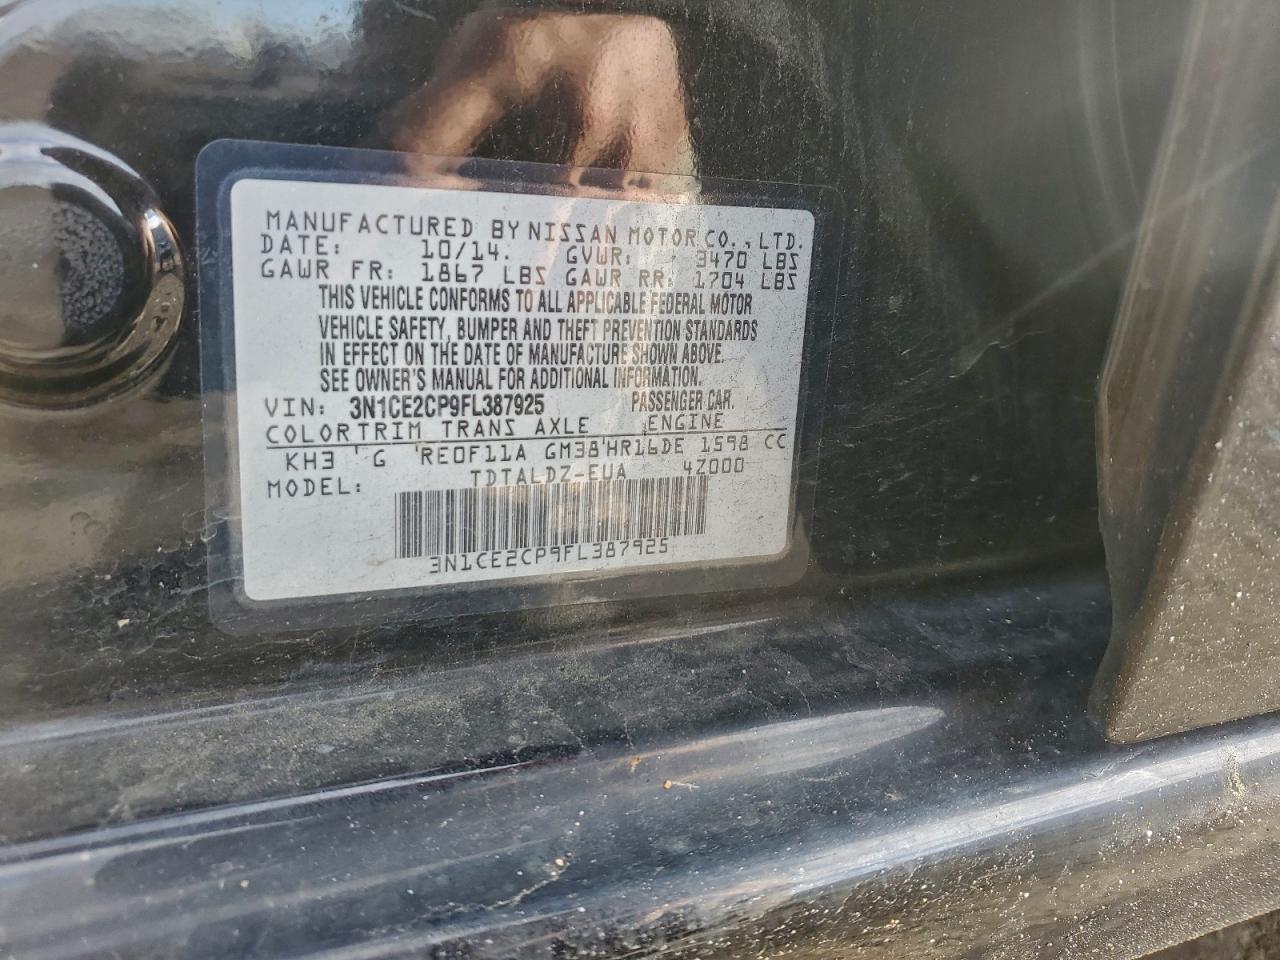 MANUFACTURED BY NISSAN MOTOR CO., LTD.
DATE: 10/14. GVWR: 3470 LBS
GAWR FR: 1867 LBS GAWR RR: 1704 LBS
THIS VEHICLE CONFORMS TO ALL APPLICABLE FEDERAL MOTOR
VEHICLE SAFETY, BUMPER AND THEFT PREVENTION STANDARDS
IN EFFECT ON THE DATE OF MANUFACTURE SHOWN ABOVE.
SEE OWNER'S MANUAL FOR ADDITIONAL INFORMATION.
VIN: 3N1CE2CP9FL387925 PASSENGER CAR.
COLORTRIM TRANS AXLE ENGINE
KH3 'G 'RE0F11A GM38'HR16DE 1598 CC
MODEL: TDTALDZ-EUA 4Z000
3N1CE2CP9FL387925